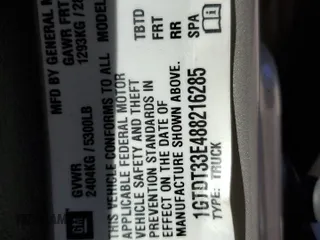 MFD BY GENERAL M
GAWR FRT
1293KG / 28
MODEL
TBTD
FRT
RR
SPA
GVWR
2404KG / 5300LB
THIS VEHICLE CONFORMS TO ALL
APPLICABLE FEDERAL MOTOR
VEHICLE SAFETY AND THEFT
PREVENTION STANDARDS IN
EFFECT ON THE DATE OF
MANUFACTURE SHOWN ABOVE.
1GTDT33E488216285
TYPE: TRUCK
GM